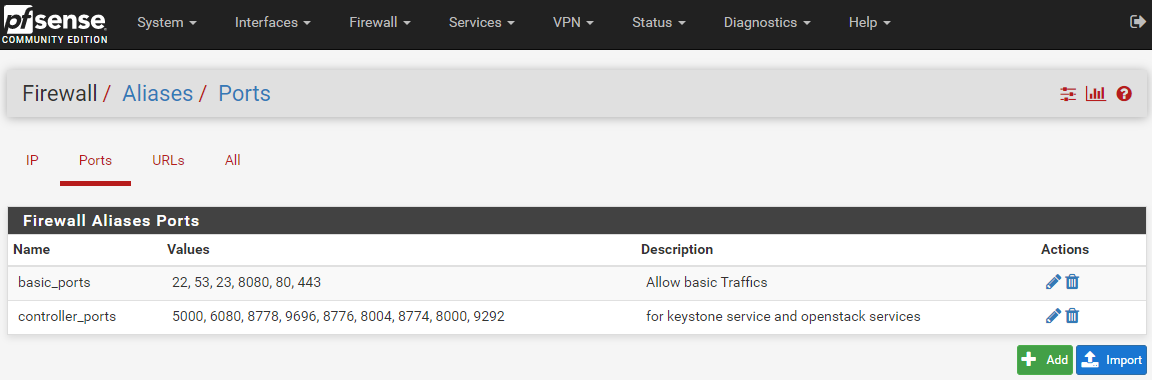 pfsense System Interfaces Firewall Services VPN Status Diagnostics Help
COMMUNITY EDITION
Firewall / Aliases / Ports
IP Ports URLs All
Firewall Aliases Ports
Name Values Description Actions
basic_ports 22, 53, 23, 8080, 80, 443 Allow basic Traffics
controller_ports 5000, 6080, 8778, 9696, 8776, 8004, 8774, 8000, 9292 for keystone service and openstack services
Add Import